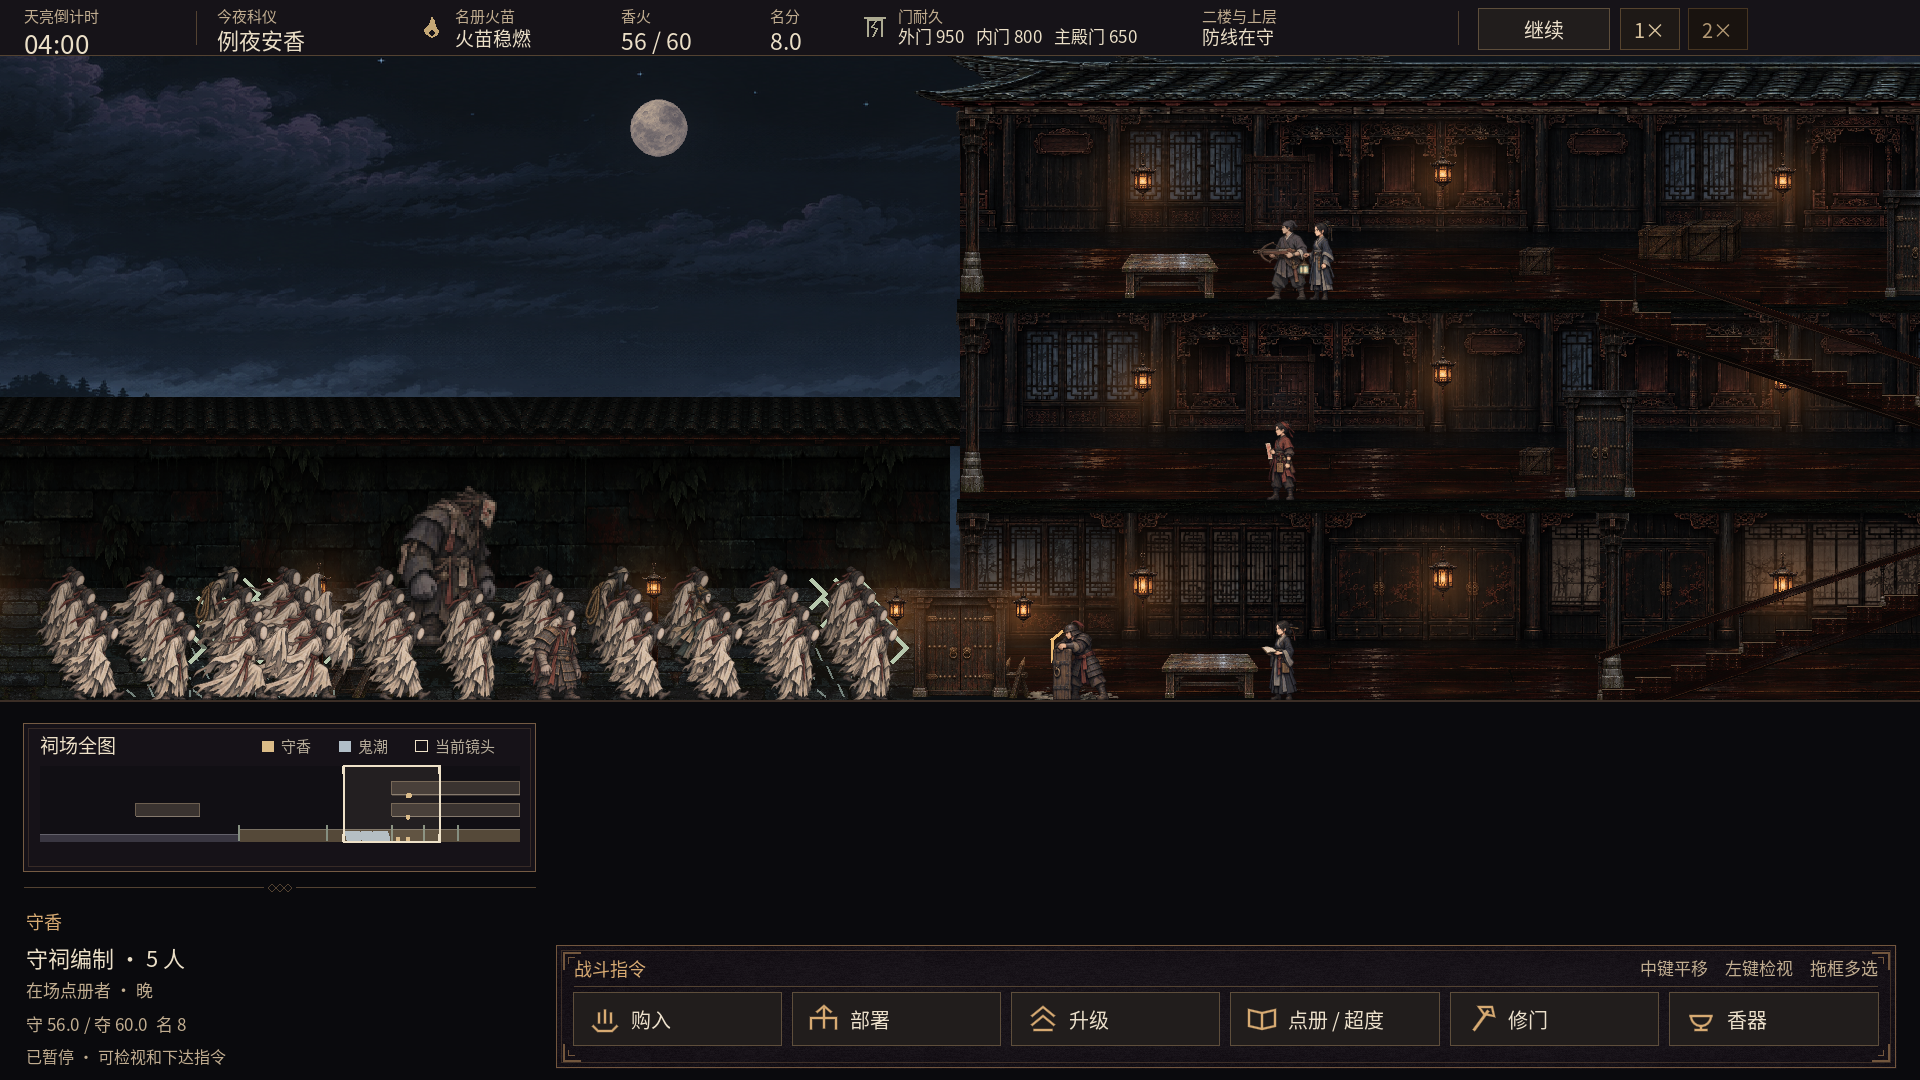 天亮倒计时
04:00
今夜科仪
例夜安香
名册火苗
火苗稳燃
香火
56 / 60
名分
8.0
门耐久
外门 950 内门 800 主殿门 650
二楼与上层
防线在守
继续
1×
2×
祠场全图
守香
鬼潮
当前镜头
守香
守祠编制 · 5 人
在场点册者 · 晚
守 56.0 / 夺 60.0 名 8
已暂停 · 可检视和下达指令
战斗指令
中键平移 左键检视 拖框多选
购入
部署
升级
点册 / 超度
修门
香器